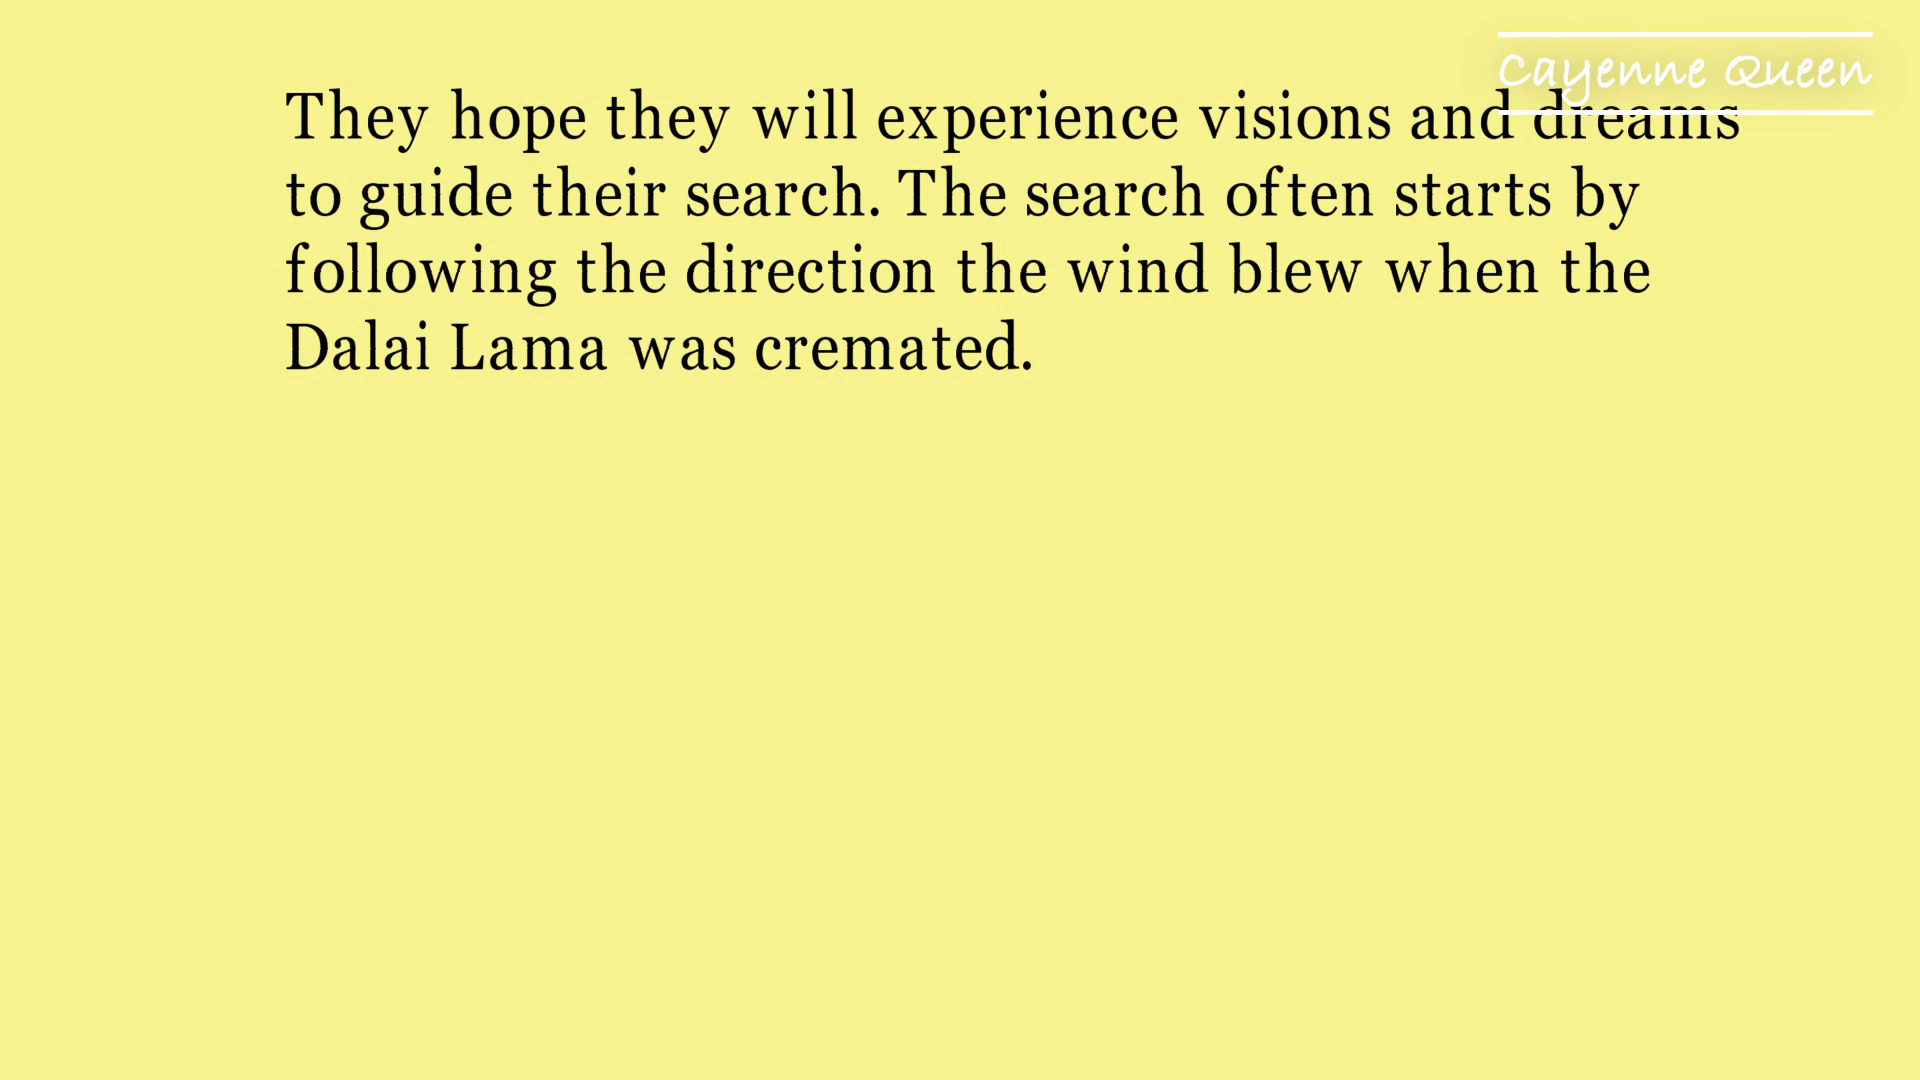 Cayenne Queen
They hope they will experience visions and dreams
to guide their search. The search often starts by
following the direction the wind blew when the
Dalai Lama was cremated.